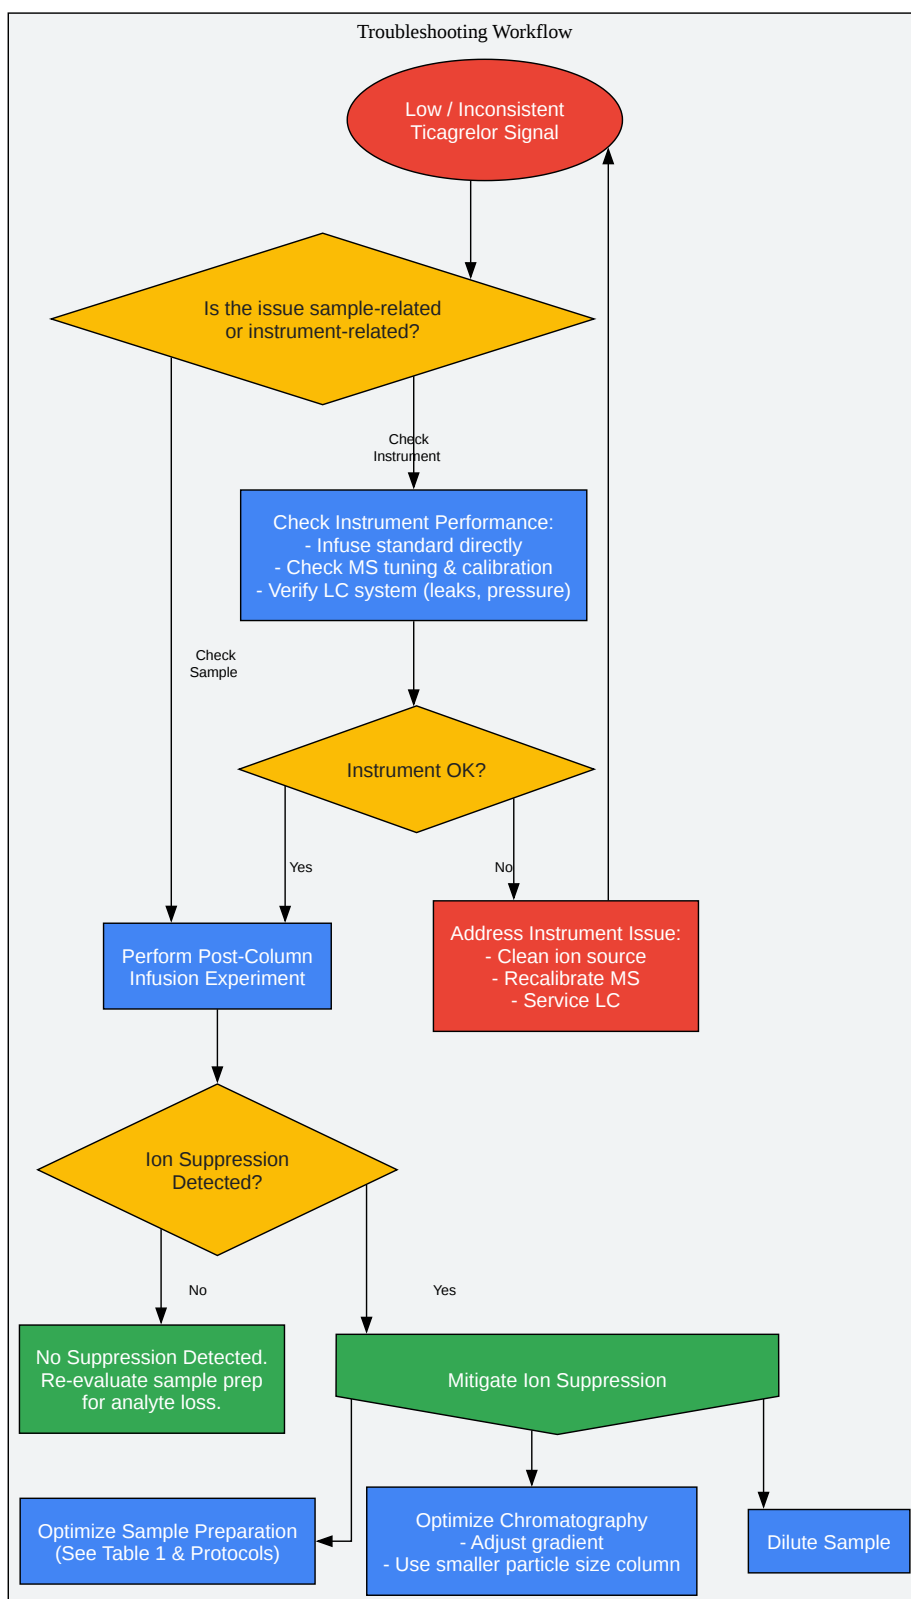 Troubleshooting Workflow
Low / Inconsistent
Ticagrelor Signal
Is the issue sample-related
or instrument-related?
Check
Instrument
Check Instrument Performance:
- Infuse standard directly
- Check MS tuning & calibration
- Verify LC system (leaks, pressure)
Check
Sample
Instrument OK?
Yes
No
Perform Post-Column
Infusion Experiment
Address Instrument Issue:
- Clean ion source
- Recalibrate MS
- Service LC
Ion Suppression
Detected?
No
Yes
No Suppression Detected.
Re-evaluate sample prep
for analyte loss.
Mitigate Ion Suppression
Optimize Sample Preparation
(See Table 1 & Protocols)
Optimize Chromatography
- Adjust gradient
- Use smaller particle size column
Dilute Sample